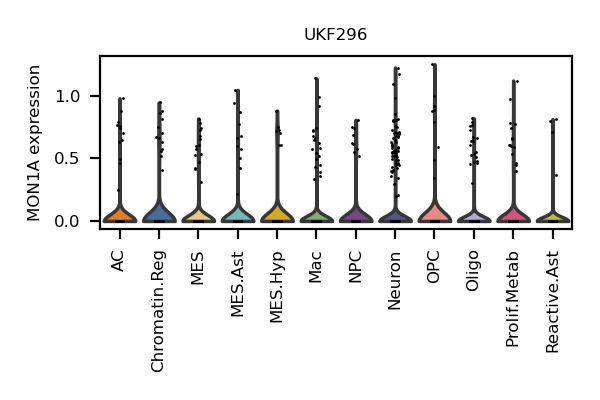 UKF296
MON1A expression
1.0
0.5
0.0
AC
Chromatin.Reg
MES
MES.Ast
MES.Hyp
Mac
NPC
Neuron
OPC
Oligo
Prolif.Metab
Reactive.Ast